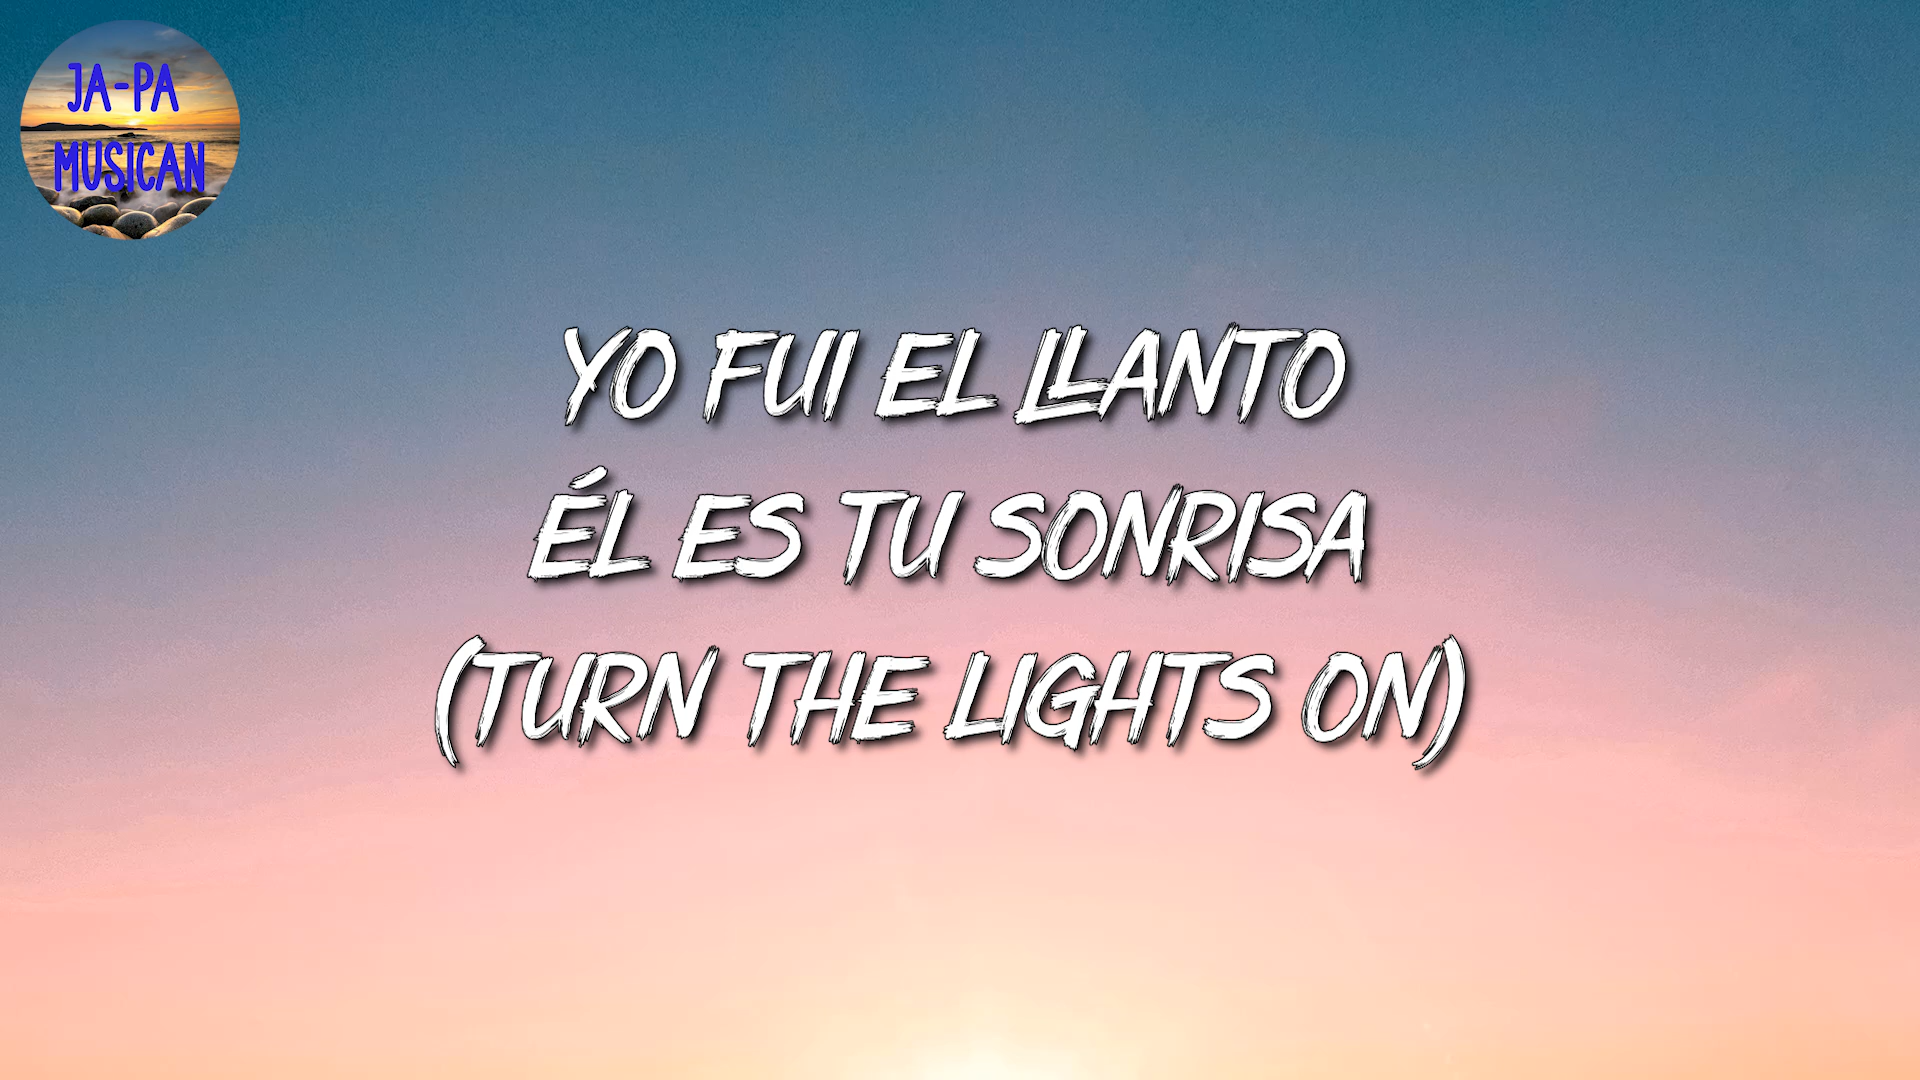 JA-PA
MUSICAN
YO FUI EL LLANTO
ÉL ES TU SONRISA
(TURN THE LIGHTS ON)